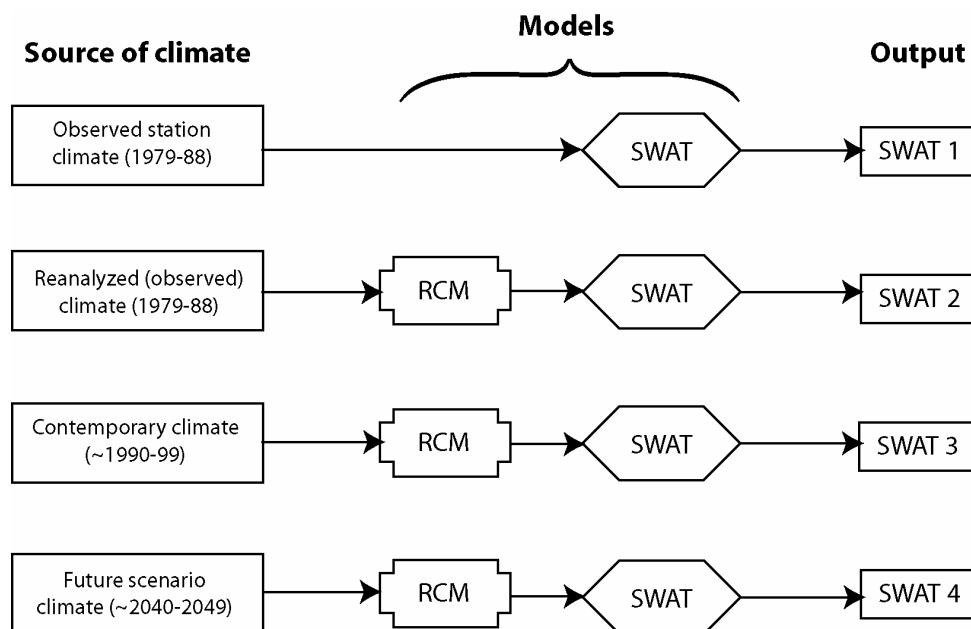 Models
Source of climate
Output
Observed station
climate (1979-88)
SWAT
SWAT 1
Reanalyzed (observed)
climate (1979-88)
RCM
SWAT
SWAT 2
Contemporary climate
(~1990-99)
RCM
SWAT
SWAT 3
Future scenario
climate (~2040-2049)
RCM
SWAT
SWAT 4